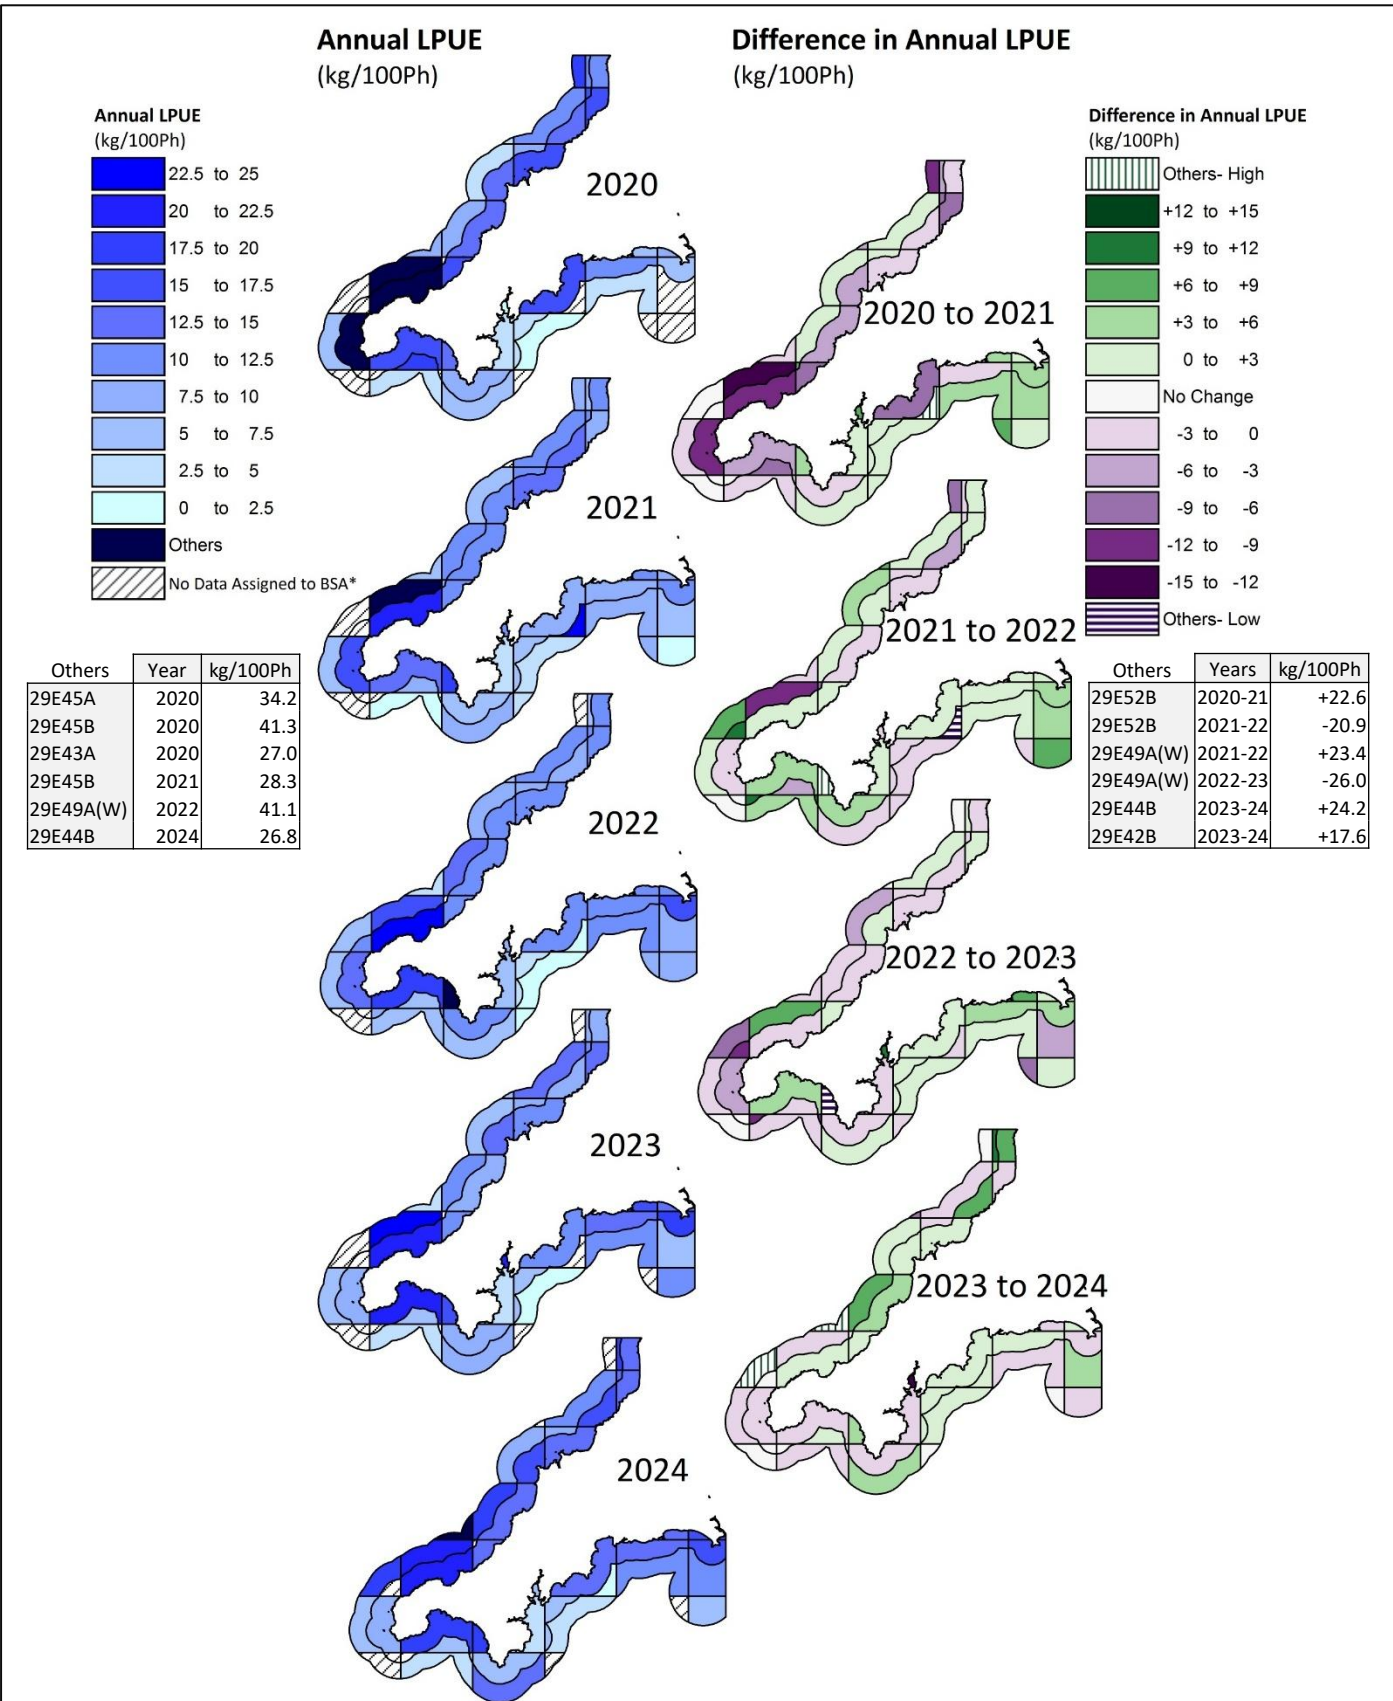 Annual LPUE
(kg/100Ph)
Difference in Annual LPUE
(kg/100Ph)
Annual LPUE
(kg/100Ph)
22.5 to 25
20 to 22.5
17.5 to 20
15 to 17.5
12.5 to 15
10 to 12.5
7.5 to 10
5 to 7.5
2.5 to 5
0 to 2.5
Others
No Data Assigned to BSA*
Others Year kg/100Ph
29E45A 2020 34.2
29E45B 2020 41.3
29E43A 2020 27.0
29E45B 2021 28.3
29E49A(W) 2022 41.1
29E44B 2024 26.8
2020
2021
2022
2023
2024
2020 to 2021
2021 to 2022
2022 to 2023
2023 to 2024
Difference in Annual LPUE
(kg/100Ph)
Others- High
+12 to +15
+9 to +12
+6 to +9
+3 to +6
0 to +3
No Change
-3 to 0
-6 to -3
-9 to -6
-12 to -9
-15 to -12
Others- Low
Others Years kg/100Ph
29E52B 2020-21 +22.6
29E52B 2021-22 -20.9
29E49A(W) 2021-22 +23.4
29E49A(W) 2022-23 -26.0
29E44B 2023-24 +24.2
29E42B 2023-24 +17.6